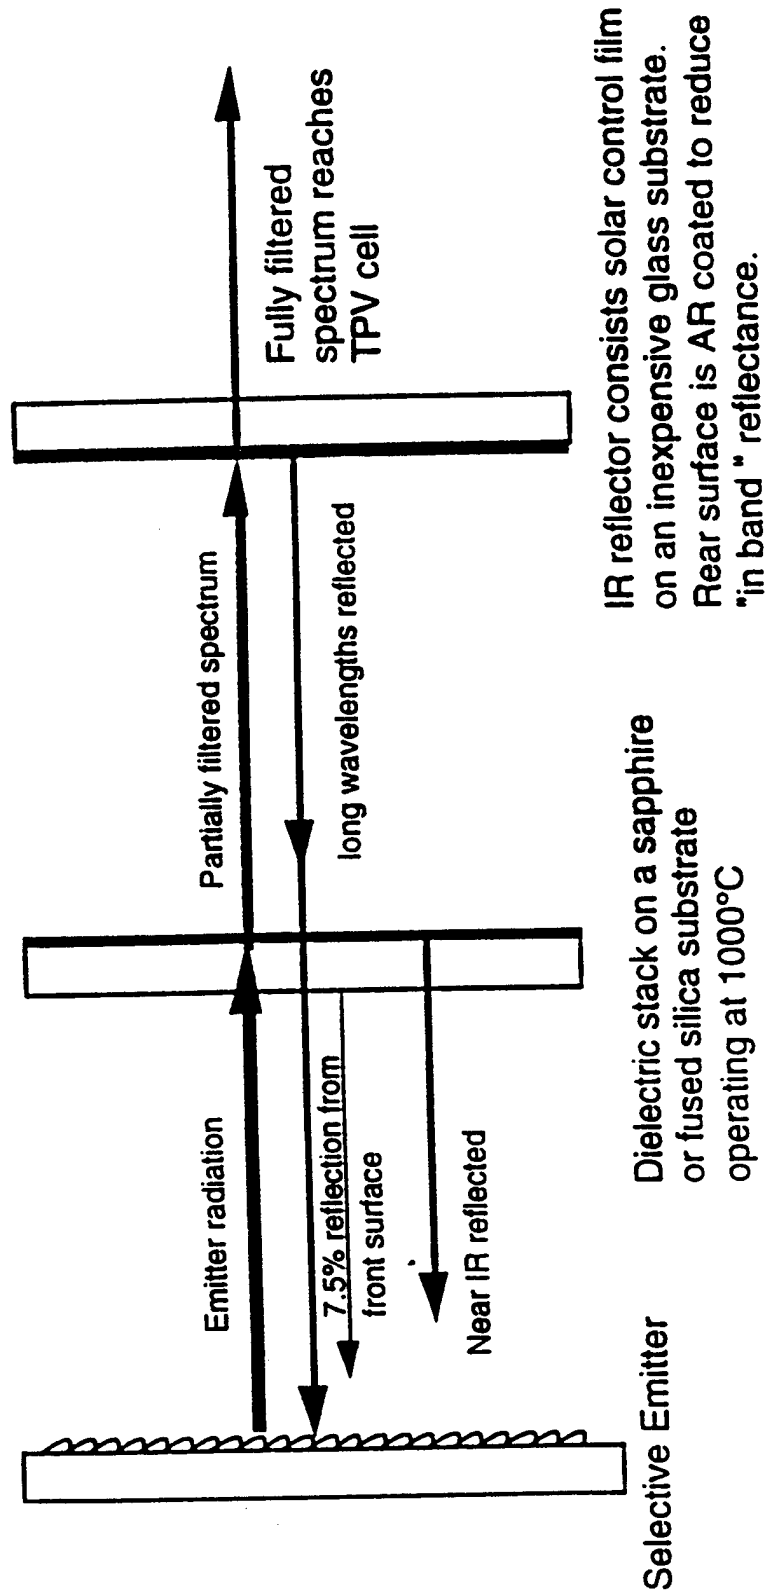 Emitter radiation
Partially filtered spectrum
Fully filtered
spectrum reaches
TPV cell
7.5% reflection from
front surface
long wavelengths reflected
Near IR reflected
Selective Emitter
Dielectric stack on a sapphire
or fused silica substrate
operating at 1000°C
IR reflector consists solar control film
on an inexpensive glass substrate.
Rear surface is AR coated to reduce
"in band " reflectance.